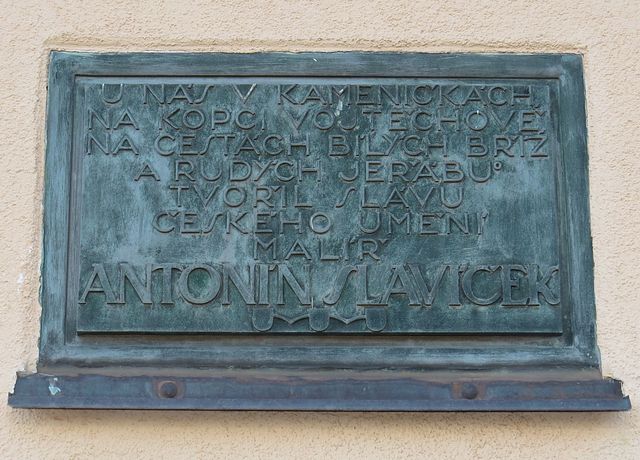 U NÁS V KAMENIČKÁCH,
NA KOPCI VOJTĚCHOVĚ,
NA CESTÁCH BÍLÝCH BŘÍZ
A RUDÝCH JEŘÁBŮ
TVOŘIL SLÁVU
ČESKÉHO UMĚNÍ
MALÍŘ
ANTONÍN SLAVÍČEK